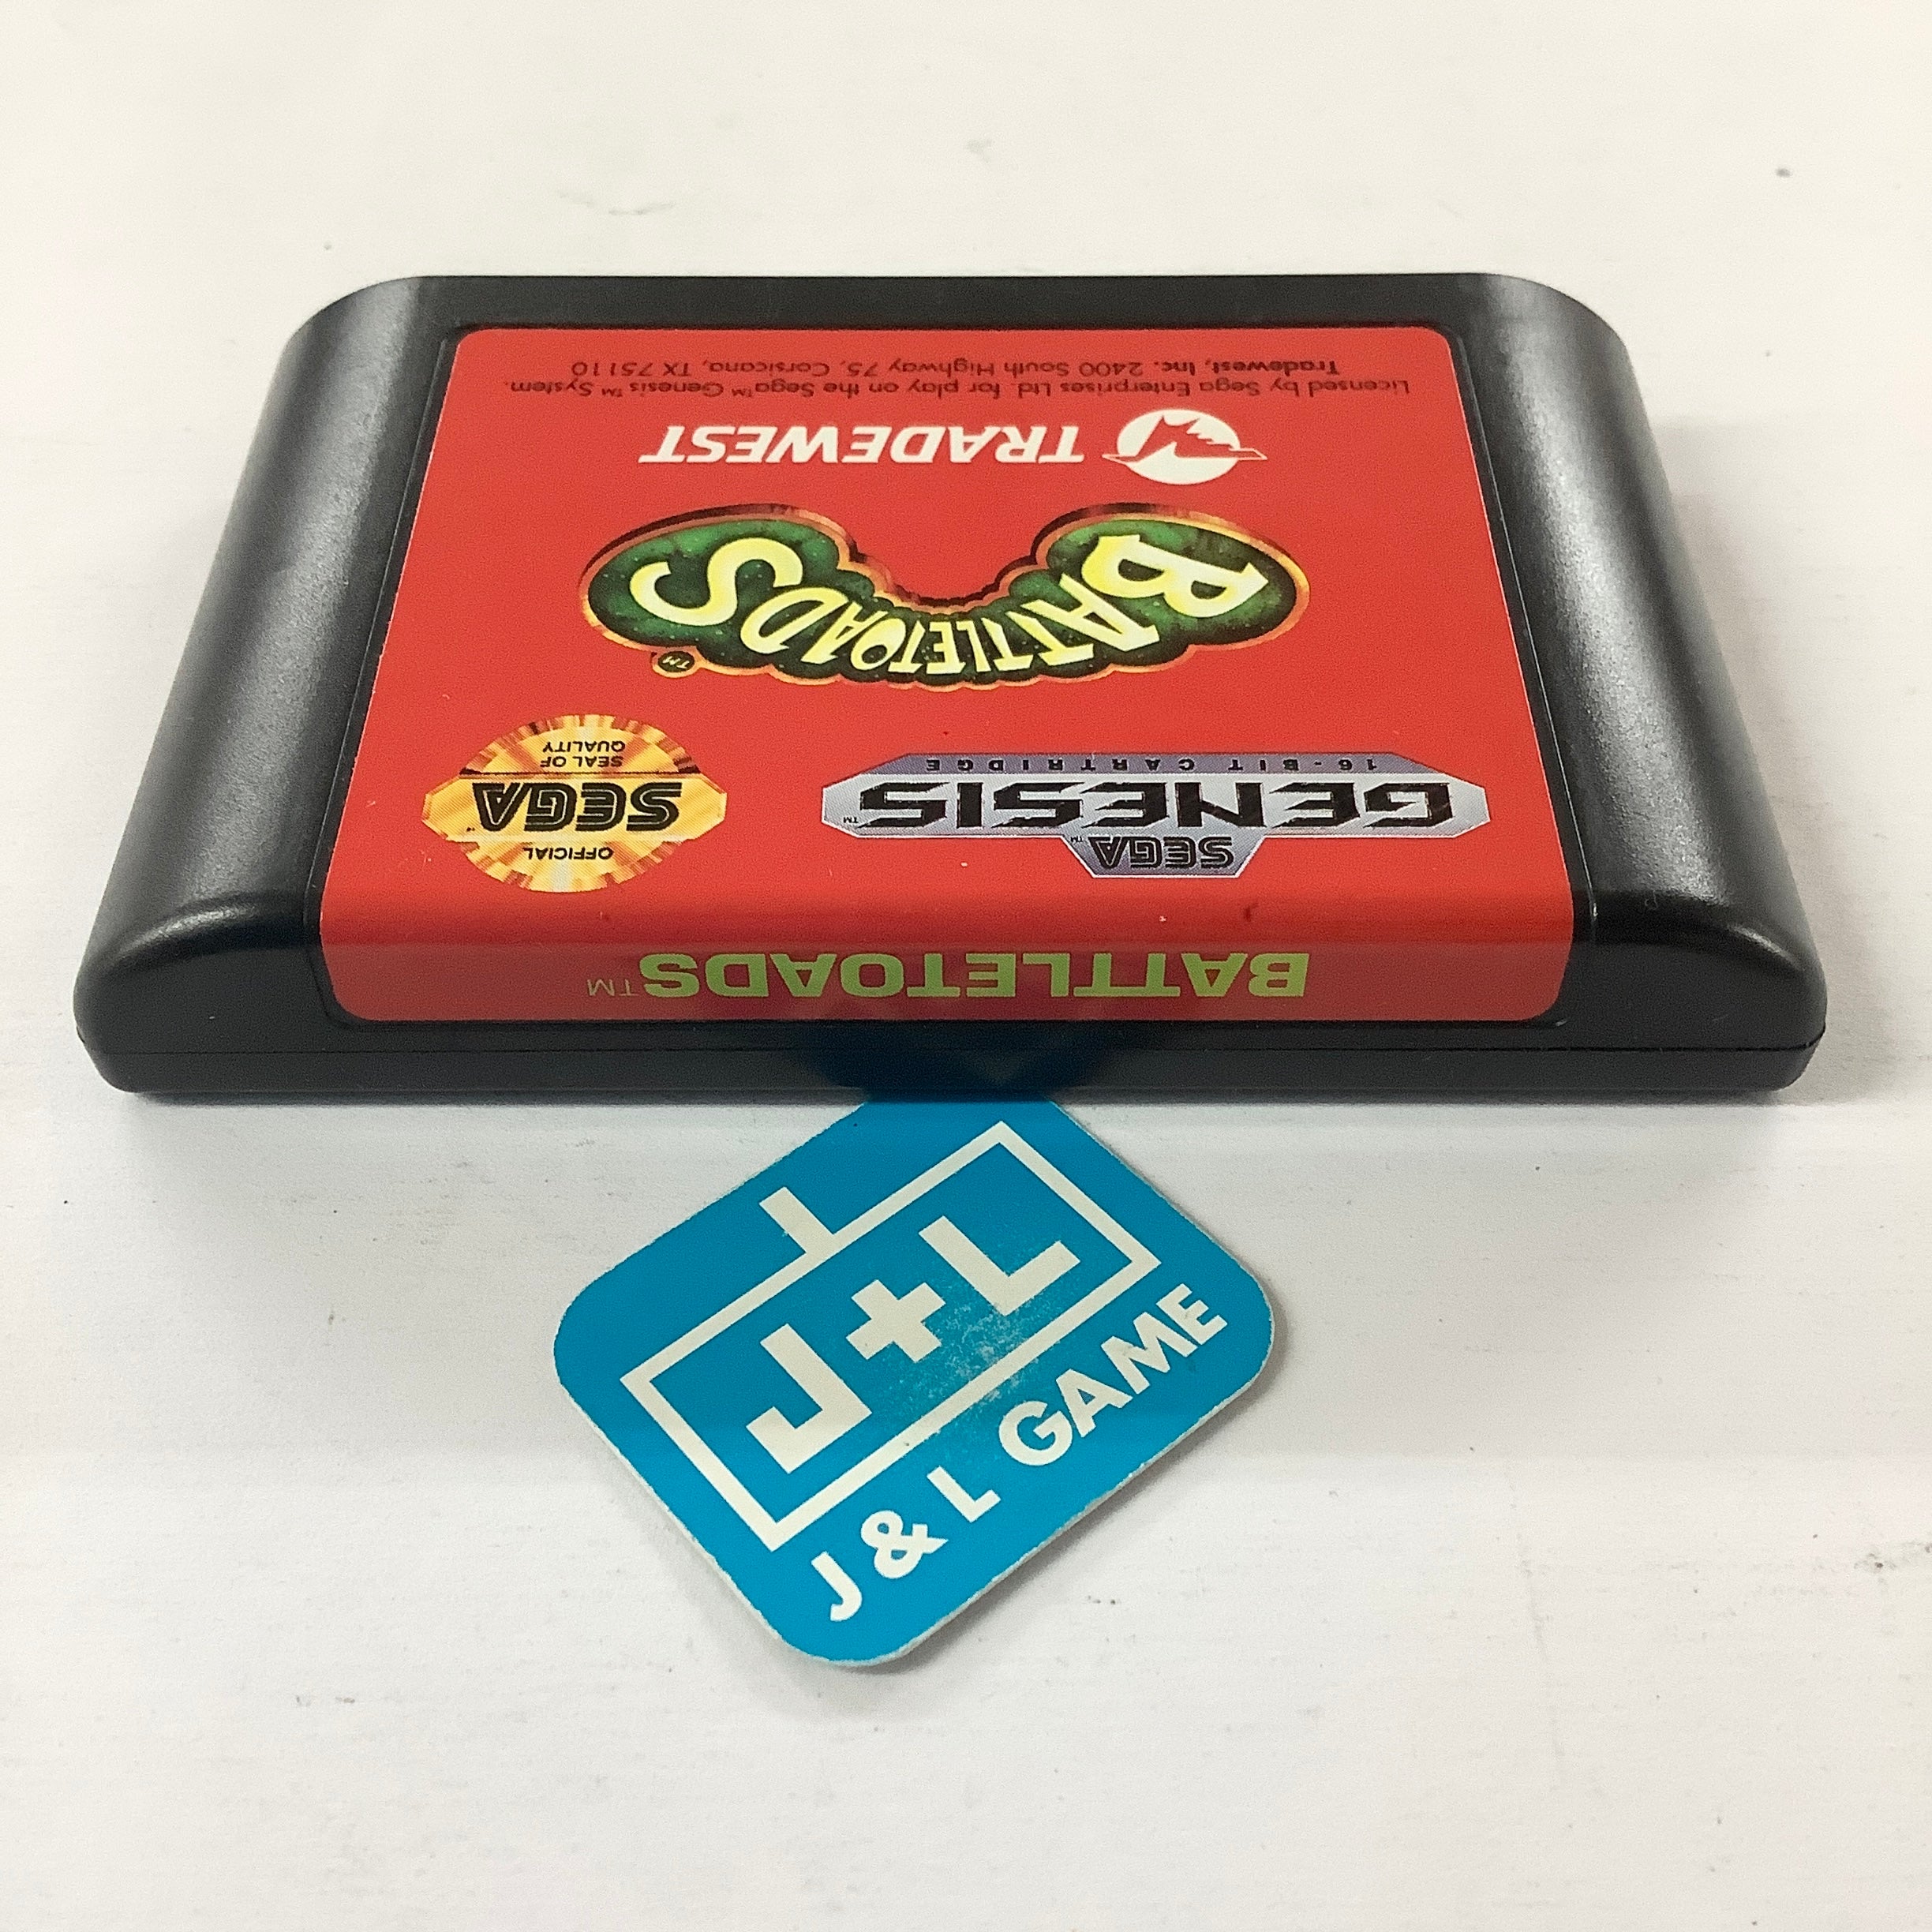 BATTLETOADS™
SEGA™
GENESIS™
16-BIT CARTRIDGE
OFFICIAL
SEGA™
SEAL OF
QUALITY
BATTLETOADS™
TRADEWEST
Licensed by Sega Enterprises Ltd. for play on the Sega™ Genesis™ System.
Tradewest, Inc. 2400 South Highway 75, Corsicana, TX 75110
J+L
J & L GAME